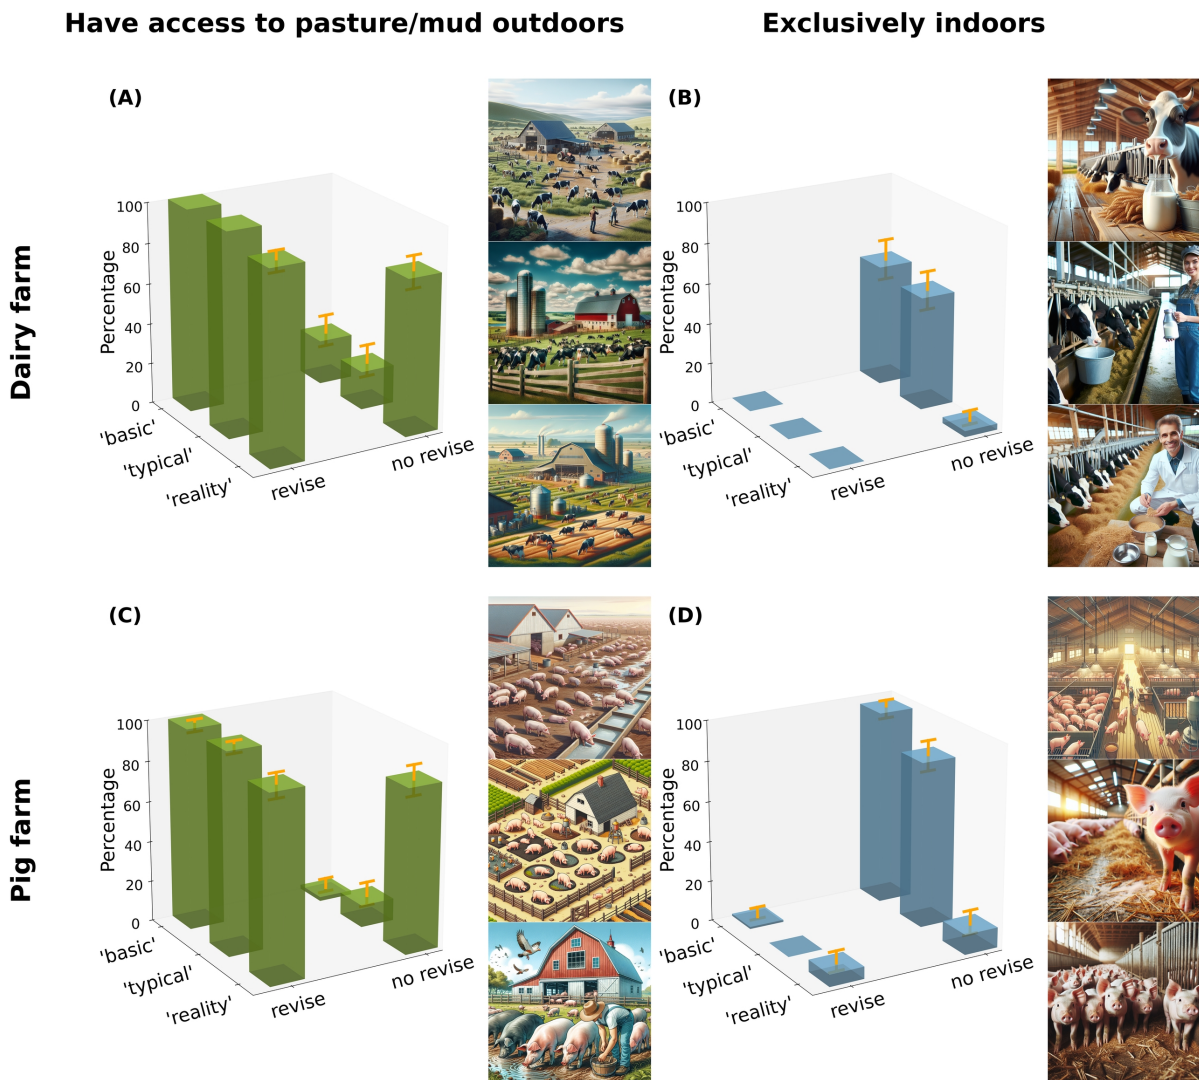 Have access to pasture/mud outdoors
Exclusively indoors
Dairy farm
(A)
100
80
60
40
20
0
Percentage
'basic'
'typical'
'reality'
revise
no revise
(B)
100
80
60
40
20
0
Percentage
'basic'
'typical'
'reality'
revise
no revise
Pig farm
(C)
100
80
60
40
20
0
Percentage
'basic'
'typical'
'reality'
revise
no revise
(D)
100
80
60
40
20
0
Percentage
'basic'
'typical'
'reality'
revise
no revise